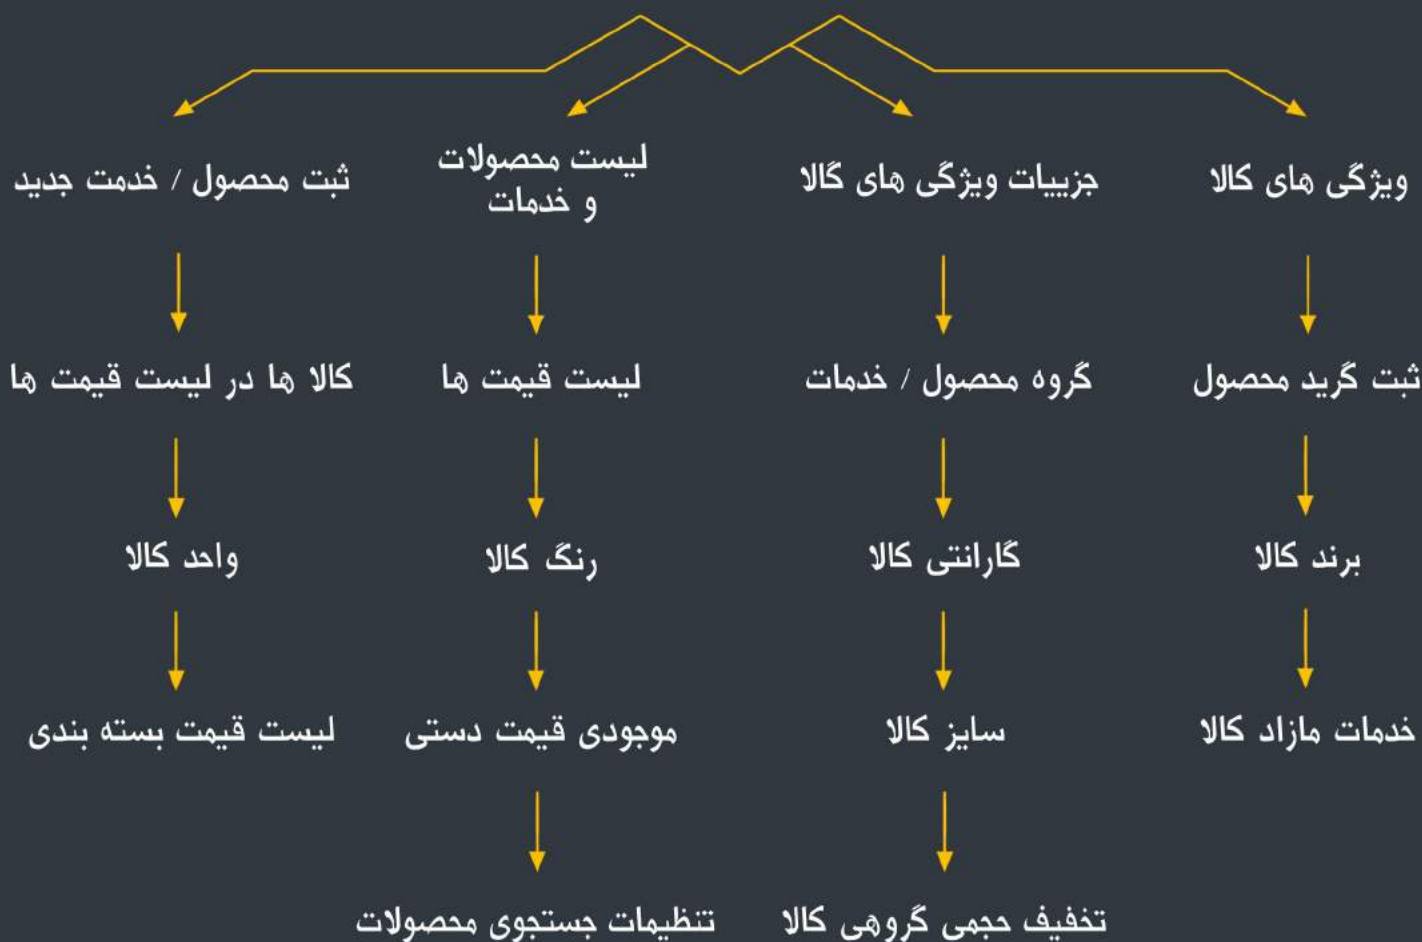 ویژگی های کالا
جزییات ویژگی های گالا
لیست محصولات
و خدمات
ثبت محصول / خدمت جدید
ثبت گرید محصول
گروه محصول / خدمات
لیست قیمت ها
کالا ها در لیست قیمت ها
برند کالا
گارانتی کالا
رنگ کالا
واحد کالا
خدمات مازاد کالا
سایز کالا
موجودی قیمت دستی
لیست قیمت بسته بندی
تخفیف حجمی گروهی کالا
تنظیمات جستجوی محصولات